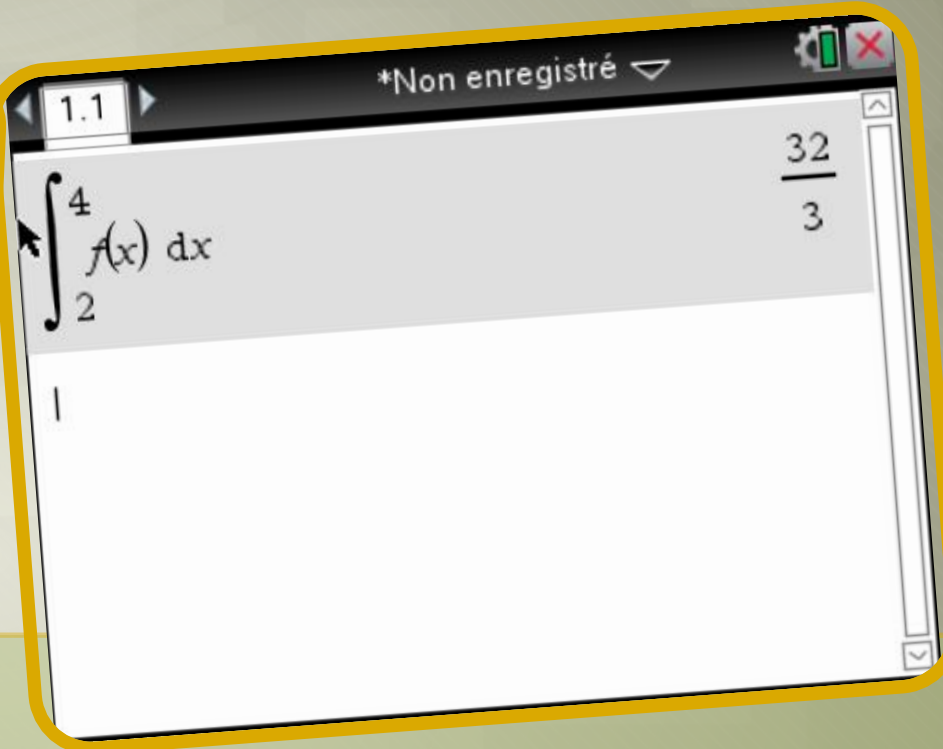 1.1 *Non enregistré
∫₂⁴ f(x) dx 32/3